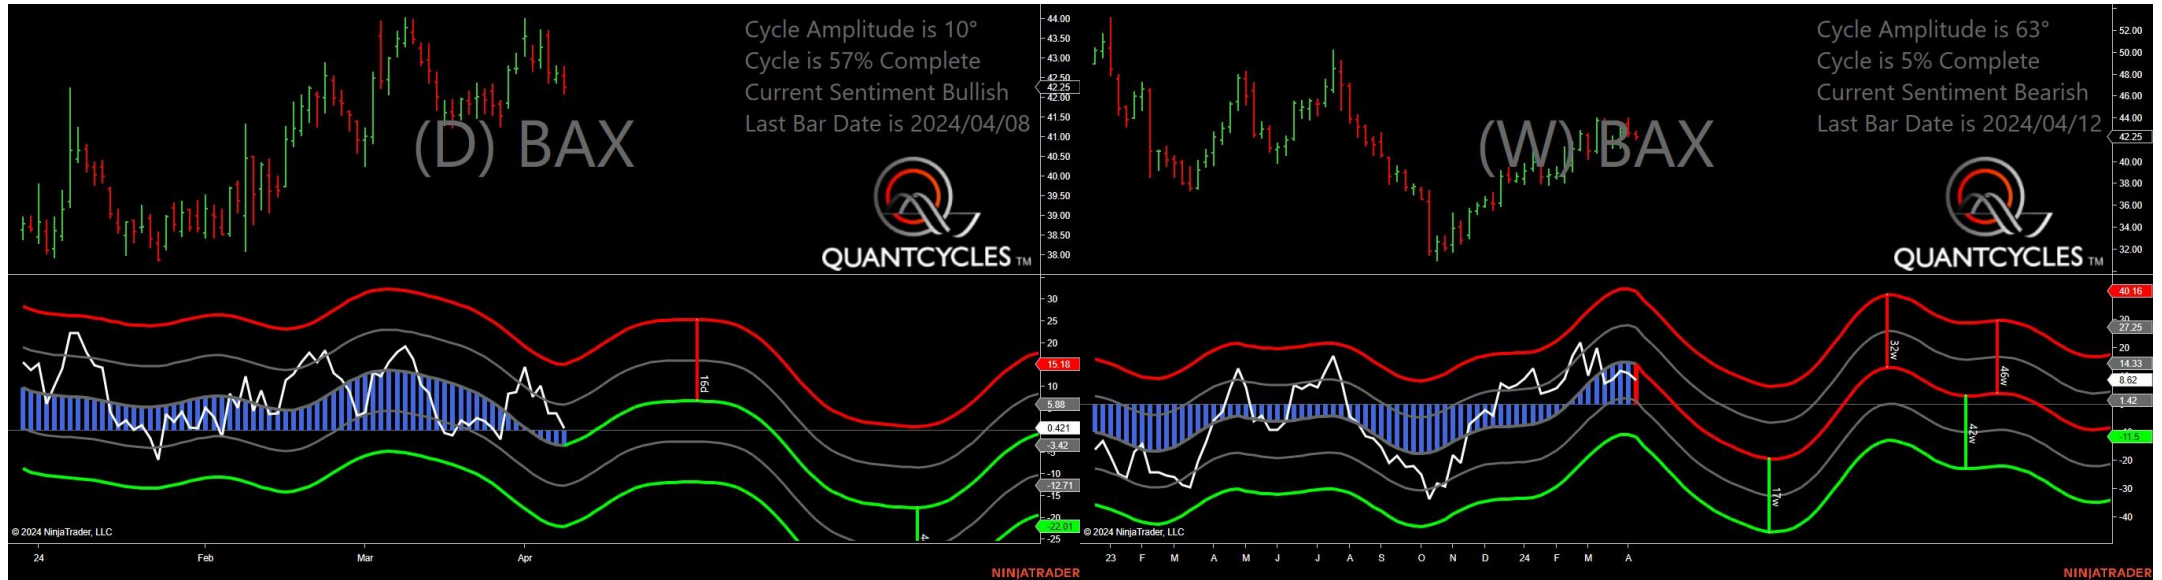 Cycle Amplitude is 10°
Cycle is 57% Complete
Current Sentiment Bullish
Last Bar Date is 2024/04/08
(D) BAX
QUANTCYCLES TM
44.00
43.50
43.00
42.50
42.25
42.00
41.50
41.00
40.50
40.00
39.50
39.00
38.50
38.00
30
25
20
15.18
10
5.88
0.421
-3.42
-10
-12.71
-15
-20
-22.01
-25
16d
© 2024 NinjaTrader, LLC
24 Feb Mar Apr
NINJATRADER
Cycle Amplitude is 63°
Cycle is 5% Complete
Current Sentiment Bearish
Last Bar Date is 2024/04/12
(W) BAX
QUANTCYCLES TM
52.00
50.00
48.00
46.00
44.00
42.25
40.00
38.00
36.00
34.00
32.00
40.16
30
27.25
20
14.33
8.62
1.42
-11.5
-20
-30
-40
32w
46w
42w
17w
© 2024 NinjaTrader, LLC
23 F M A M J J A S O N D 24 F M A
NINJATRADER